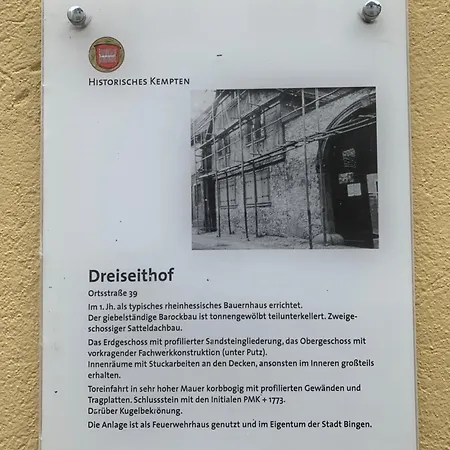 HISTORISCHES KEMPTEN
Dreiseithof
Ortsstraße 39
Im 1. Jh. als typisches rheinhessisches Bauernhaus errichtet.
Der giebelständige Barockbau ist tonnengewölbt teilunterkellert. Zweige-
schossiger Satteldachbau.
Das Erdgeschoss mit profilierter Sandsteingliederung, das Obergeschoss mit
vorkragender Fachwerkkonstruktion (unter Putz).
Innenräume mit Stuckarbeiten an den Decken, ansonsten im Inneren großteils
erhalten.
Toreinfahrt in sehr hoher Mauer korbbogig mit profilierten Gewänden und
Tragplatten. Schlussstein mit den Initialen PMK + 1773.
Darüber Kugelbekrönung.
Die Anlage ist als Feuerwehrhaus genutzt und im Eigentum der Stadt Bingen.